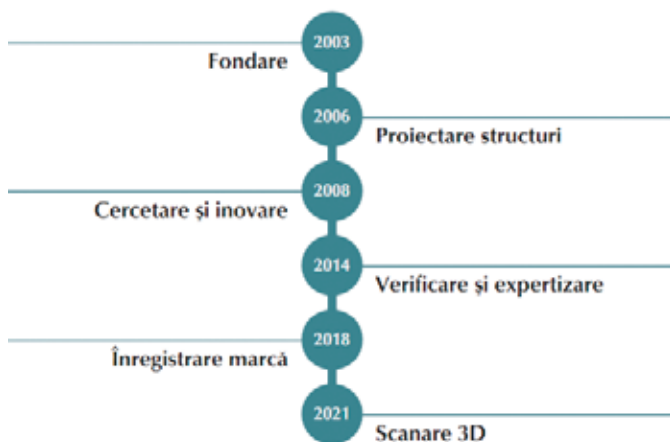 2003
Fondare
2006
Proiectare structuri
2008
Cercetare și inovare
2014
Verificare și expertizare
2018
Înregistrare marcă
2021
Scanare 3D